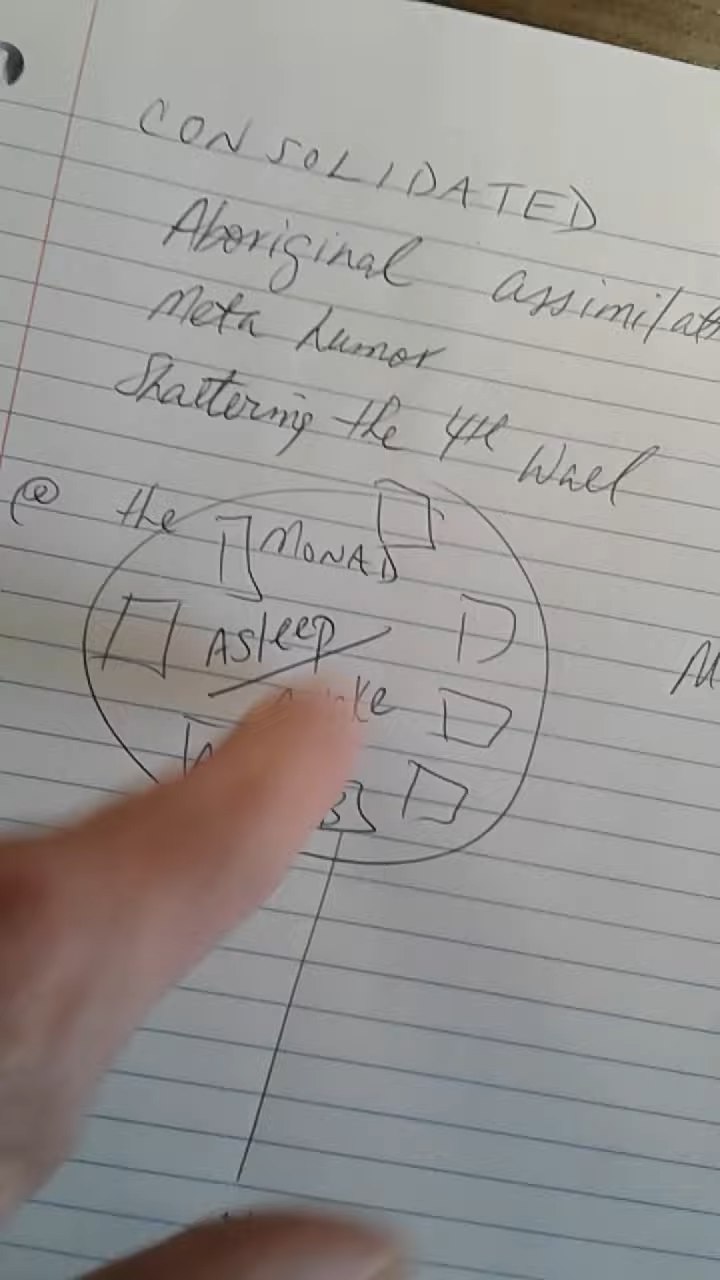 CONSOLIDATED
Aboriginal
Meta humor
Shattering the 4th Wall
@ the MONAD
Asleep